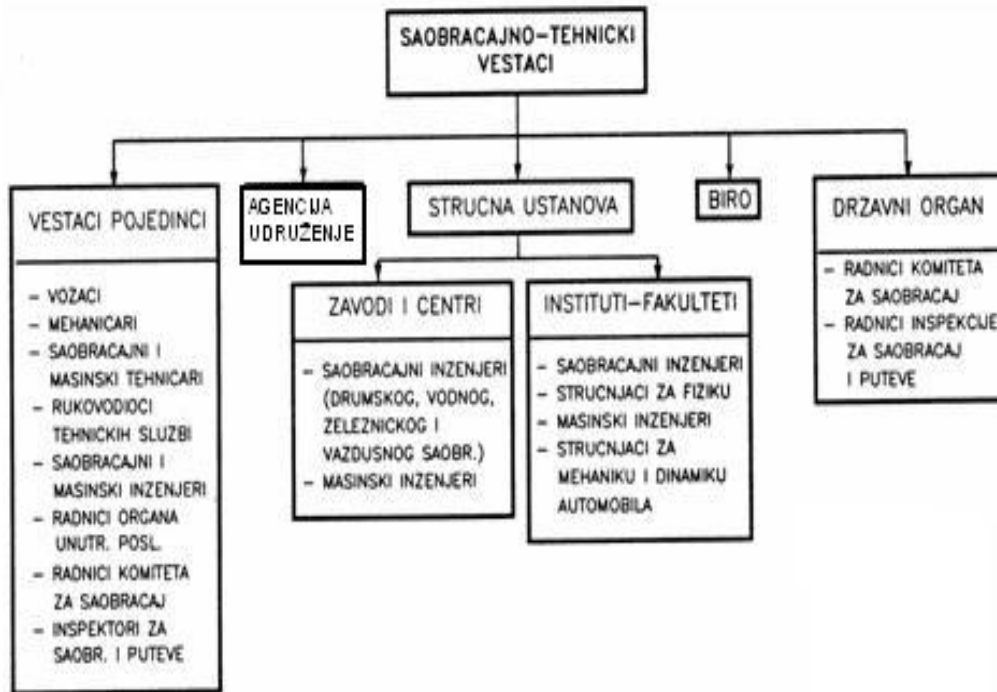 SAOBRACAJNO-TEHNICKI
VESTACI
VESTACI POJEDINCI
- VOZACI
- MEHANICARI
- SAOBRACAJNI I
MASINSKI TEHNICARI
- RUKOVODIOCI
TEHNICKIH SLUZBI
- SAOBRACAJNI I
MASINSKI INZENJERI
- RADNICI ORGANA
UNUTR. POSL.
- RADNICI KOMITETA
ZA SAOBRACAJ
- INSPEKTORI ZA
SAOBR. I PUTEVE
AGENCIJA
UDRUŽENJE
STRUCNA USTANOVA
ZAVODI I CENTRI
- SAOBRACAJNI INZENJERI
(DRUMSKOG, VODNOG,
ZELEZNICKOG I
VAZDUSNOG SAOBR.)
- MASINSKI INZENJERI
INSTITUTI-FAKULTETI
- SAOBRACAJNI INZENJERI
- STRUCNJACI ZA FIZIKU
- MASINSKI INZENJERI
- STRUCNJACI ZA
MEHANIKU I DINAMIKU
AUTOMOBILA
BIRO
DRZAVNI ORGAN
- RADNICI KOMITETA
ZA SAOBRACAJ
- RADNICI INSPEKCIJE
ZA SAOBRACAJ
I PUTEVE